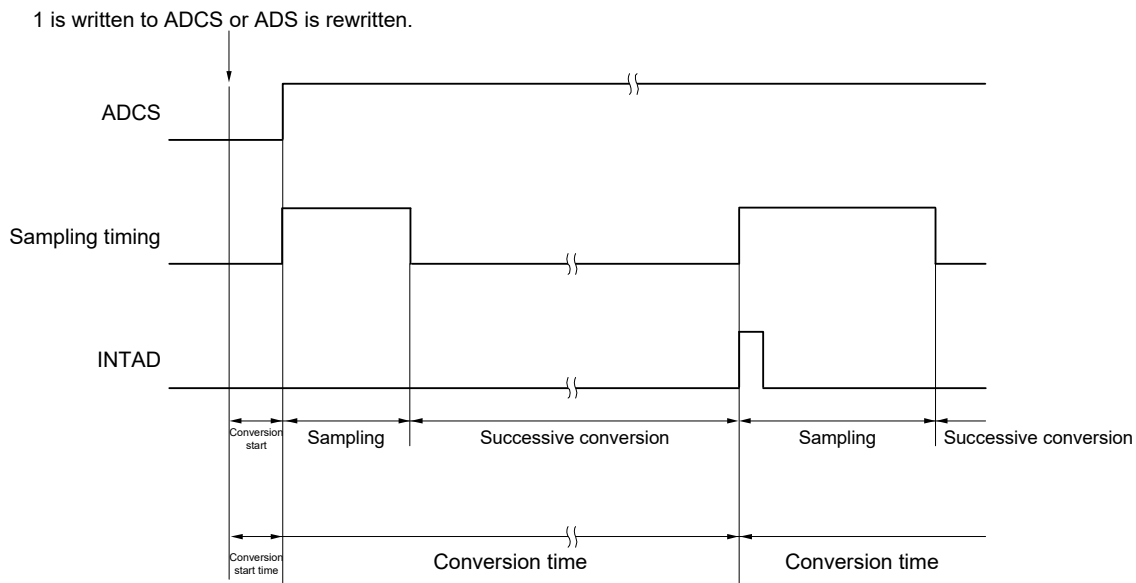 1 is written to ADCS or ADS is rewritten.
ADCS
Sampling timing
INTAD
Conversion
start
Sampling
Successive conversion
Sampling
Successive conversion
Conversion
start time
Conversion time
Conversion time